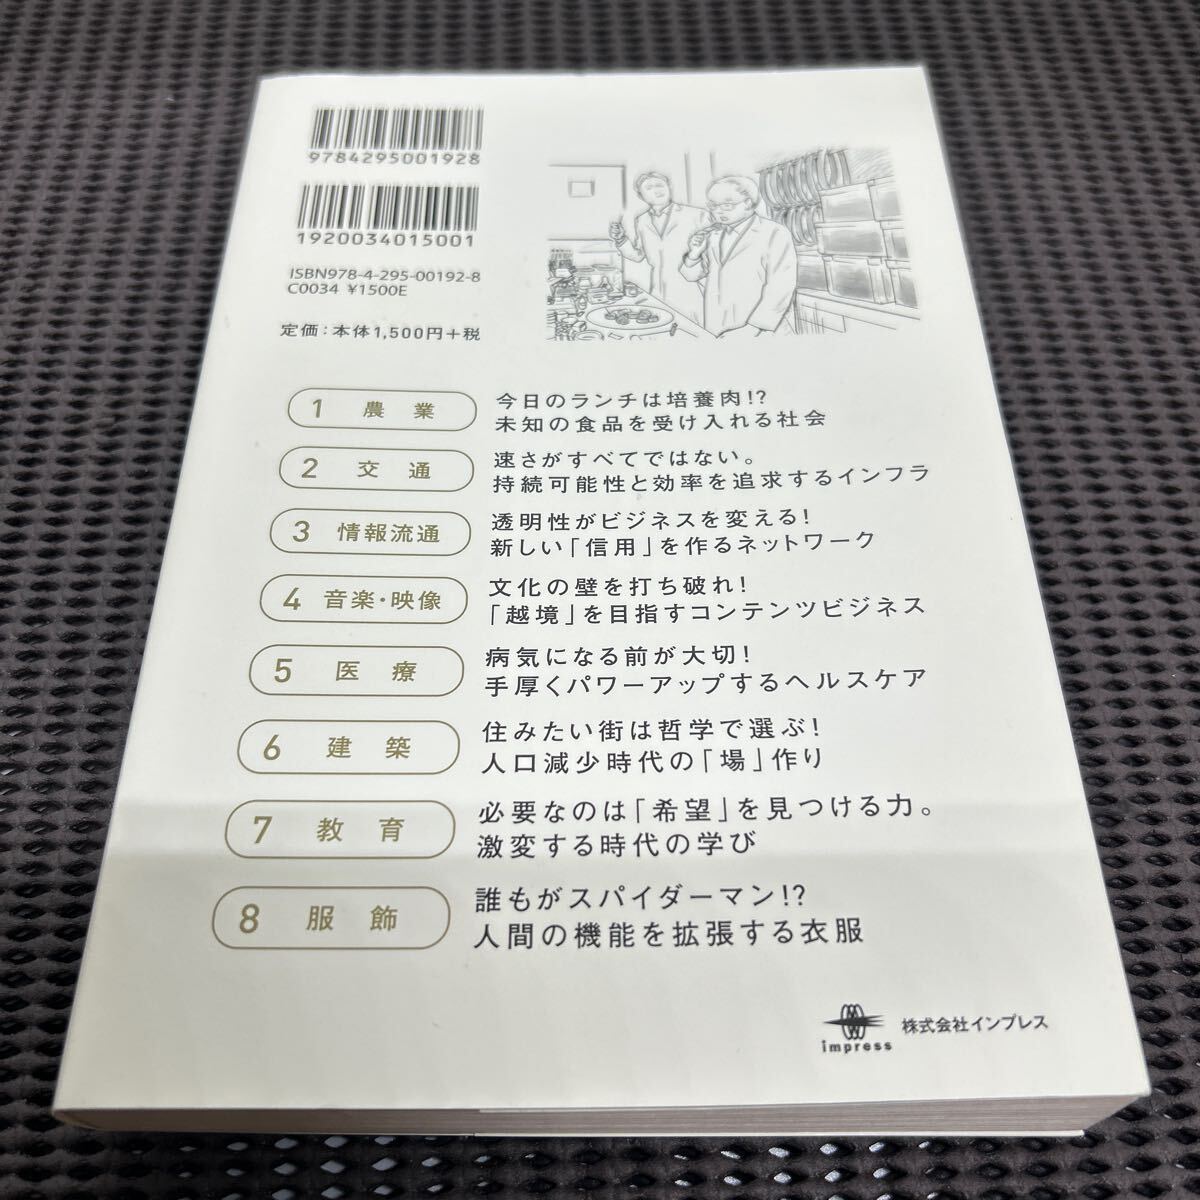 9784295001928
1920034015001
ISBN978-4-295-00192-8
C0034 ¥1500E
定価：本体1,500円＋税
1 農業
今日のランチは培養肉!?
未知の食品を受け入れる社会
2 交通
速さがすべてではない。
持続可能性と効率を追求するインフラ
3 情報流通
透明性がビジネスを変える！
新しい「信用」を作るネットワーク
4 音楽・映像
文化の壁を打ち破れ！
「越境」を目指すコンテンツビジネス
5 医療
病気になる前が大切！
手厚くパワーアップするヘルスケア
6 建築
住みたい街は哲学で選ぶ！
人口減少時代の「場」作り
7 教育
必要なのは「希望」を見つける力。
激変する時代の学び
8 服飾
誰もがスパイダーマン!?
人間の機能を拡張する衣服
impress
株式会社インプレス